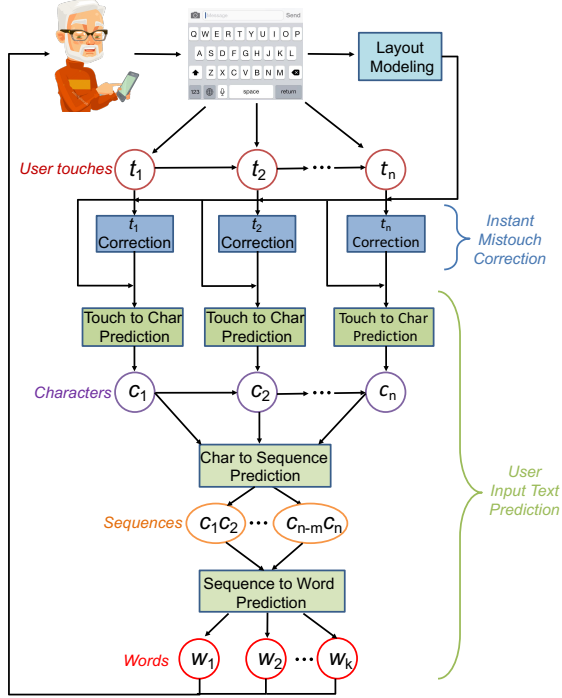 Message Send
Q W E R T Y U I O P
A S D F G H J K L
Z X C V B N M
123 space return
Layout
Modeling
User touches
t1 t2 ... tn
t1
Correction
t2
Correction
tn
Correction
Instant
Mistouch
Correction
Touch to Char
Prediction
Touch to Char
Prediction
Touch to Char
Prediction
Characters
c1 c2 ... cn
Char to Sequence
Prediction
User
Input Text
Prediction
Sequences
c1c2 ... cn-mcn
Sequence to Word
Prediction
Words
w1 w2 ... wk